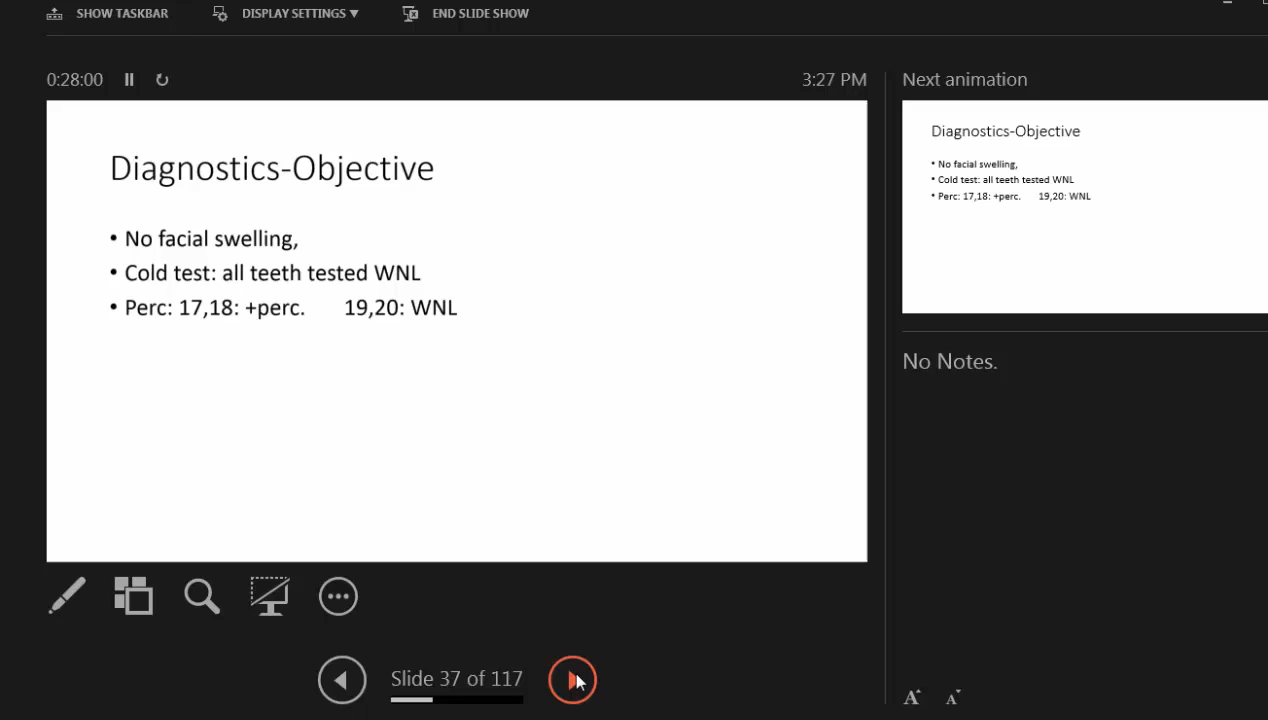 SHOW TASKBAR
DISPLAY SETTINGS ▼
END SLIDE SHOW
0:28:00
3:27 PM
Diagnostics-Objective
• No facial swelling,
• Cold test: all teeth tested WNL
• Perc: 17,18: +perc. 19,20: WNL
Slide 37 of 117
Next animation
Diagnostics-Objective
• No facial swelling,
• Cold test: all teeth tested WNL
• Perc: 17,18: +perc. 19,20: WNL
No Notes.
A A